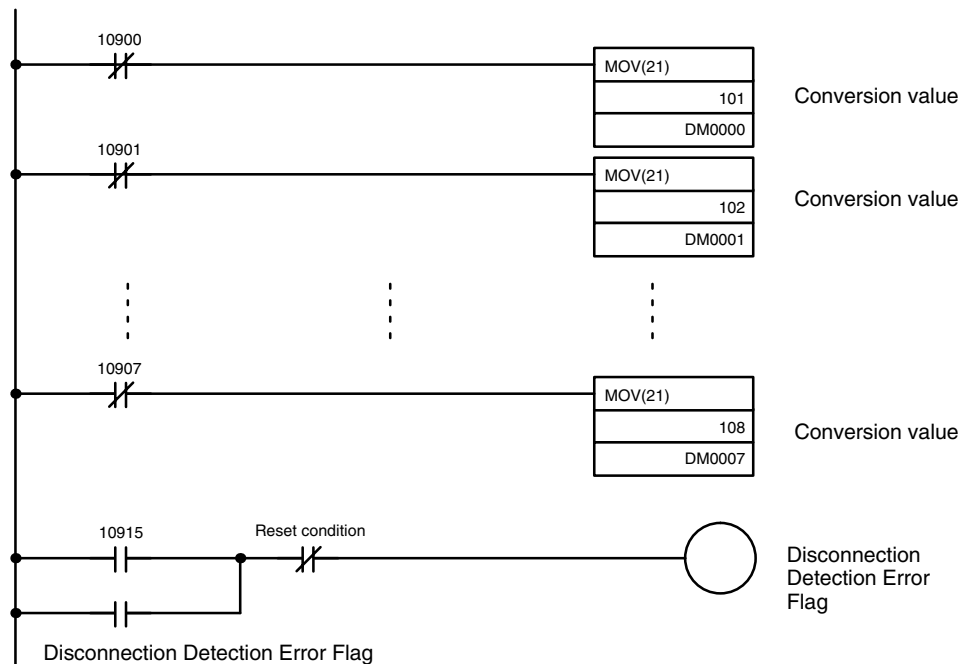 10900
MOV(21)
101
DM0000
Conversion value
10901
MOV(21)
102
DM0001
Conversion value
10907
MOV(21)
108
DM0007
Conversion value
10915
Reset condition
Disconnection
Detection Error
Flag
Disconnection Detection Error Flag